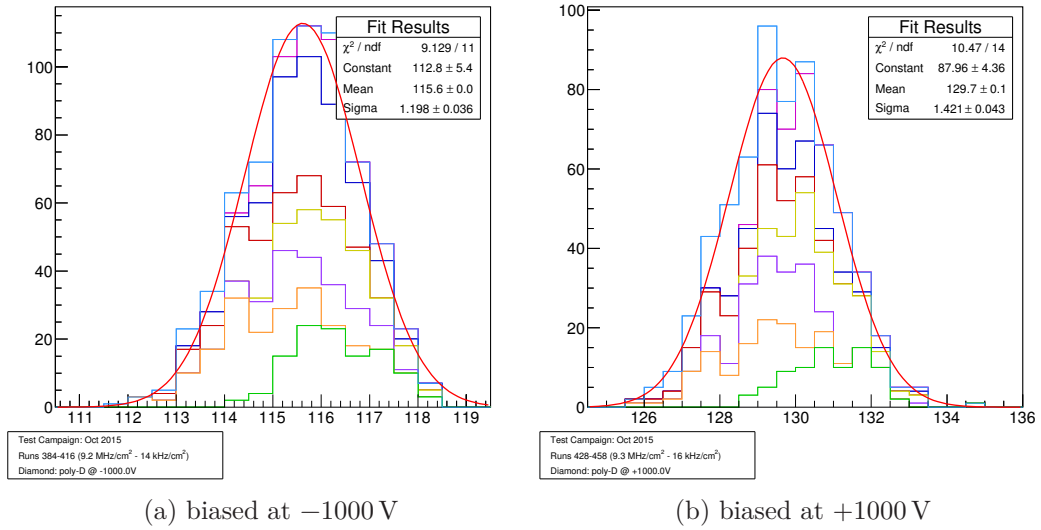 Fit Results
χ² / ndf 9.129 / 11
Constant 112.8 ± 5.4
Mean 115.6 ± 0.0
Sigma 1.198 ± 0.036
100
80
60
40
20
0
111 112 113 114 115 116 117 118 119
Test Campaign: Oct 2015
Runs 384-416 (9.2 MHz/cm² - 14 kHz/cm²)
Diamond: poly-D @ -1000.0V
(a) biased at −1000 V
Fit Results
χ² / ndf 10.47 / 14
Constant 87.96 ± 4.36
Mean 129.7 ± 0.1
Sigma 1.421 ± 0.043
100
80
60
40
20
0
126 128 130 132 134 136
Test Campaign: Oct 2015
Runs 428-458 (9.3 MHz/cm² - 16 kHz/cm²)
Diamond: poly-D @ +1000.0V
(b) biased at +1000 V